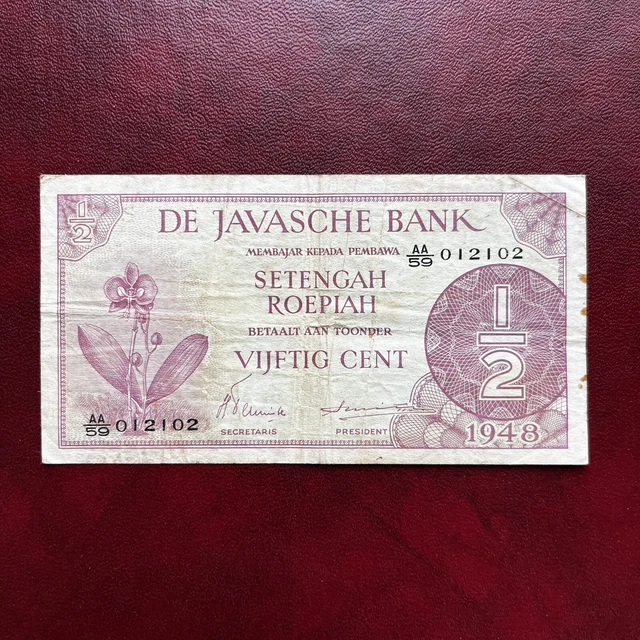 1/2
DE JAVASCHE BANK
MEMBAJAR KEPADA PEMBAWA AA/59 012102
SETENGAH
ROEPIAH
BETAALT AAN TOONDER
VIJFTIG CENT
1/2
AA/59 012102
SECRETARIS PRESIDENT
1948